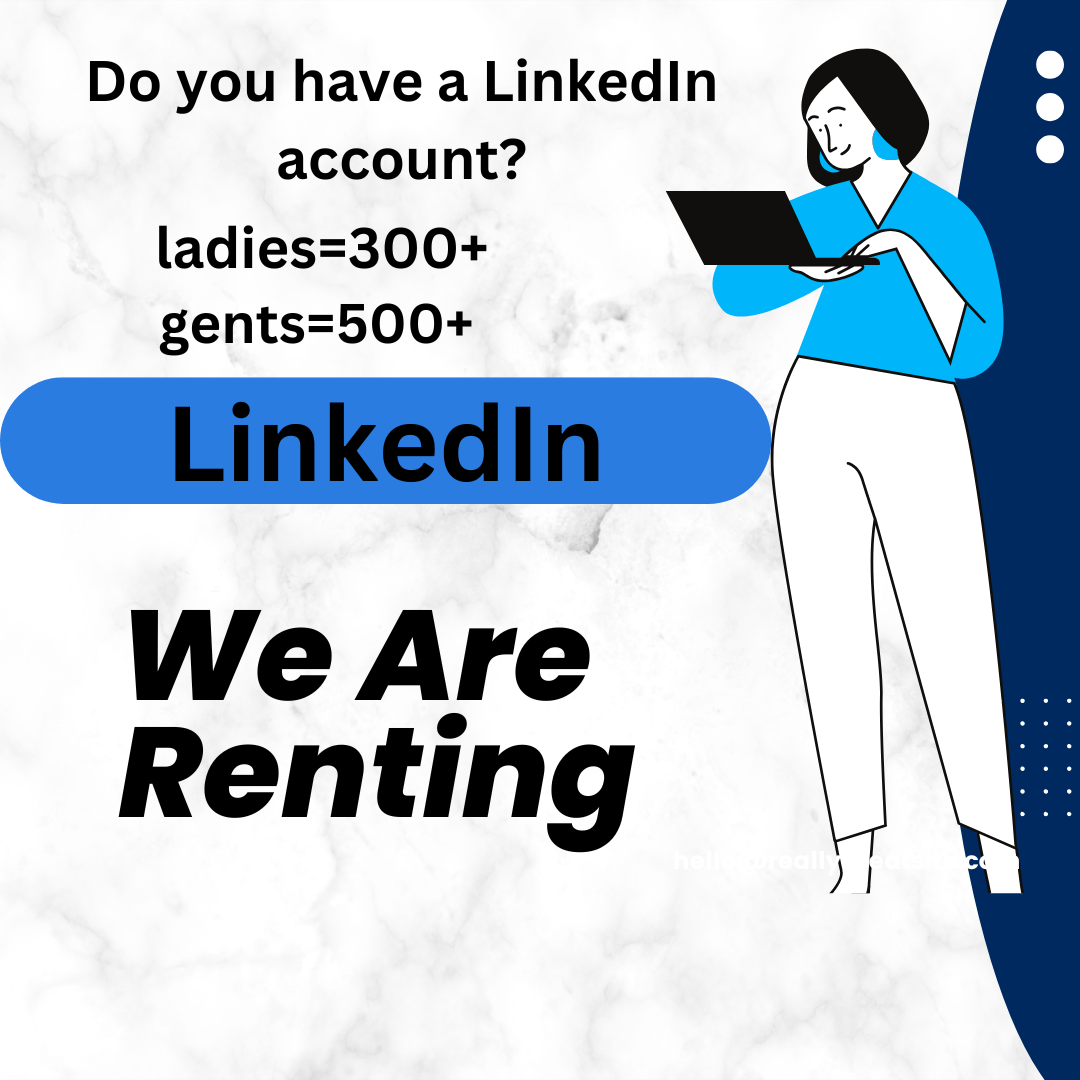 Do you have a LinkedIn
account?
ladies=300+
gents=500+
LinkedIn
We Are
Renting